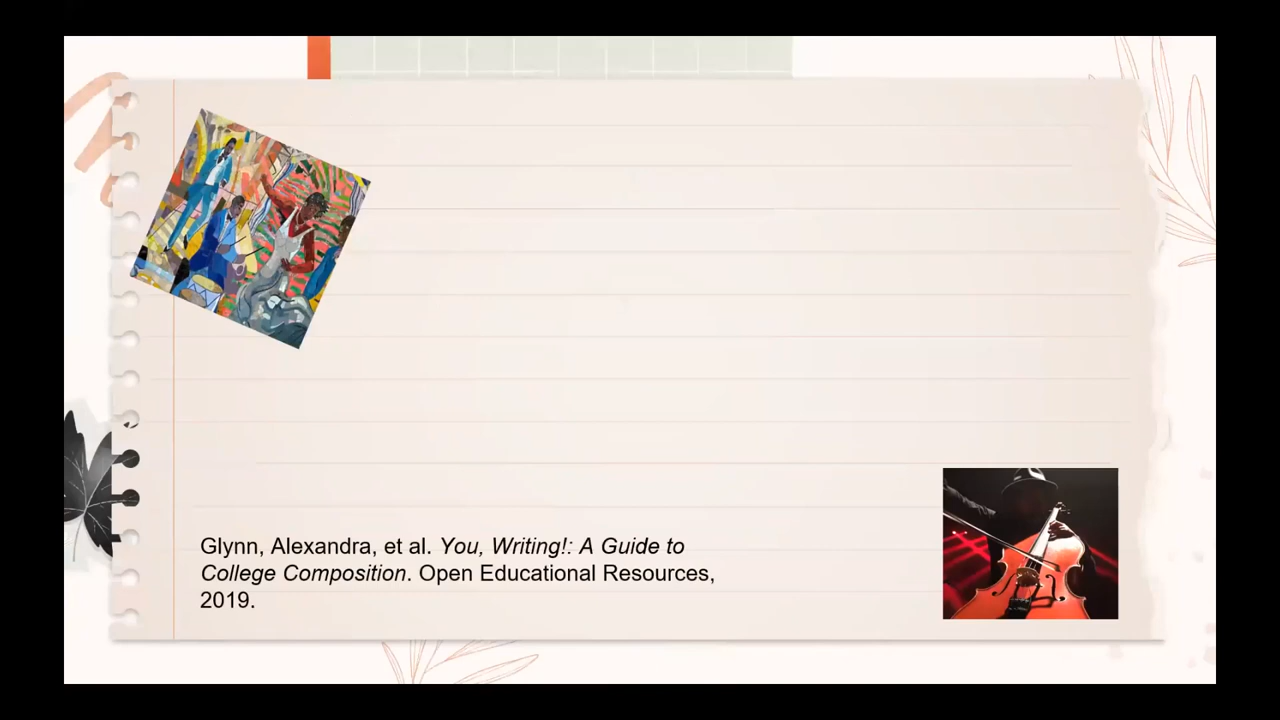 Glynn, Alexandra, et al. You, Writing!: A Guide to
College Composition. Open Educational Resources,
2019.